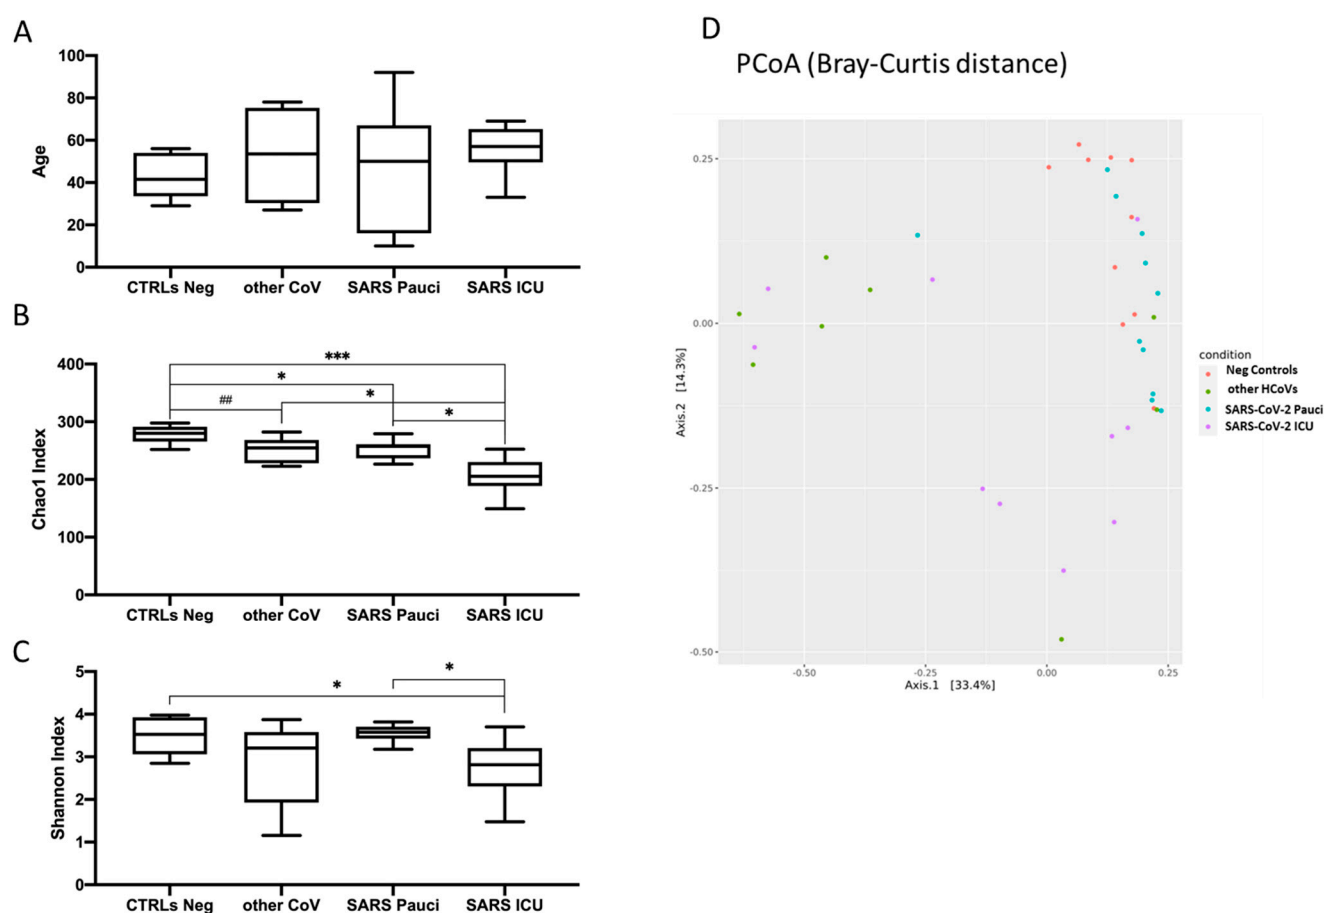 A
100
80
60
40
20
0
Age
CTRLs Neg other CoV SARS Pauci SARS ICU
B
400
300
200
100
0
Chao1 Index
***
*
*
##
*
CTRLs Neg other CoV SARS Pauci SARS ICU
C
5
4
3
2
1
0
Shannon Index
*
*
CTRLs Neg other CoV SARS Pauci SARS ICU
D
PCoA (Bray-Curtis distance)
0.25
0.00
-0.25
-0.50
Axis.2 [14.3%]
-0.50 -0.25 0.00 0.25
Axis.1 [33.4%]
condition
Neg Controls
other HCoVs
SARS-CoV-2 Pauci
SARS-CoV-2 ICU